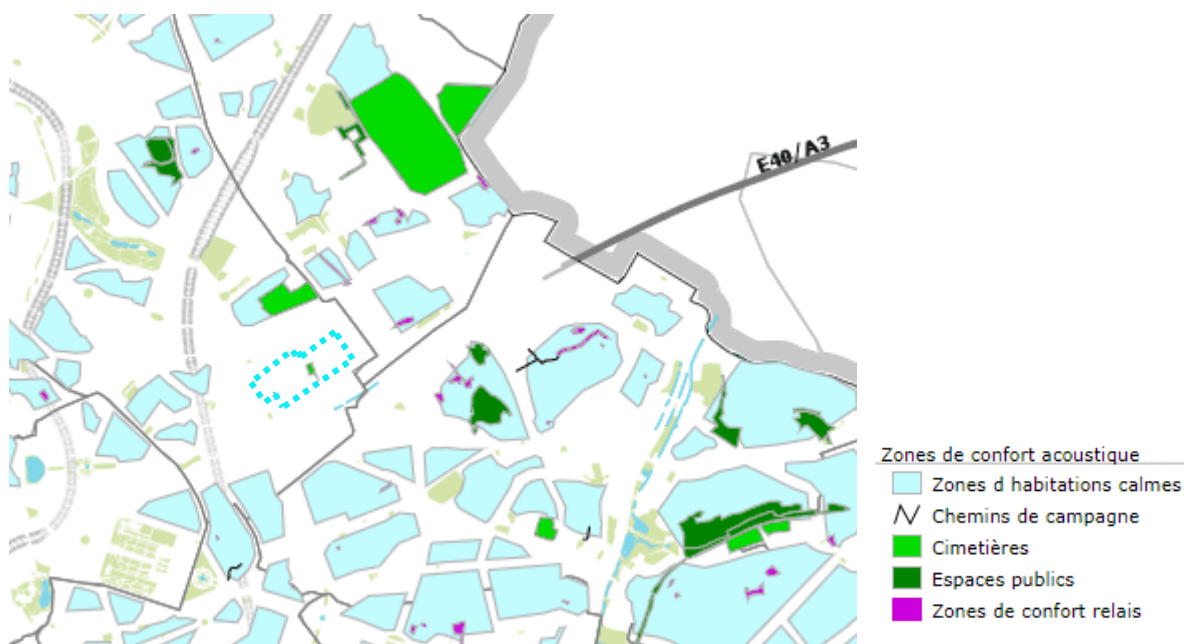 E40/A3
Zones de confort acoustique
Zones d habitations calmes
Chemins de campagne
Cimetières
Espaces publics
Zones de confort relais